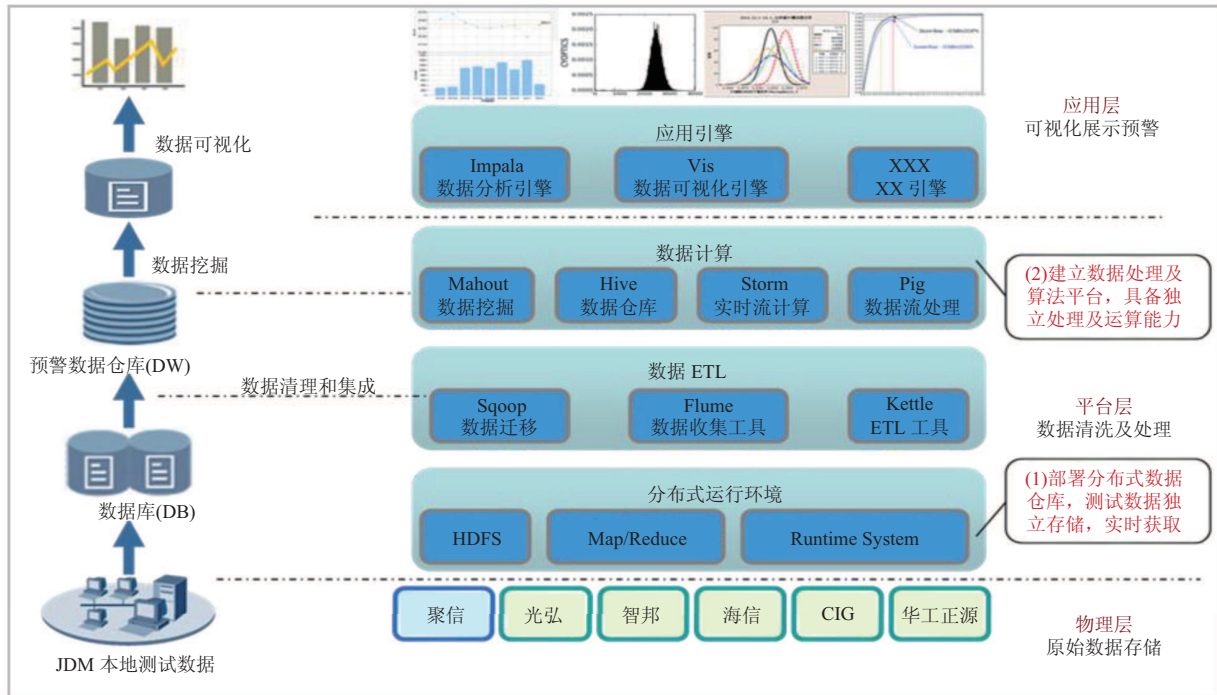 应用层
可视化展示预警
数据可视化
应用引擎
Impala
数据分析引擎
Vis
数据可视化引擎
XXX
XX 引擎
数据挖掘
数据计算
Mahout
数据挖掘
Hive
数据仓库
Storm
实时流计算
Pig
数据流处理
(2)建立数据处理及
算法平台，具备独
立处理及运算能力
预警数据仓库(DW)
数据清理和集成
数据 ETL
Sqoop
数据迁移
Flume
数据收集工具
Kettle
ETL 工具
平台层
数据清洗及处理
数据库(DB)
分布式运行环境
HDFS
Map/Reduce
Runtime System
(1)部署分布式数据
仓库，测试数据独
立存储，实时获取
聚信
光弘
智邦
海信
CIG
华工正源
物理层
原始数据存储
JDM 本地测试数据